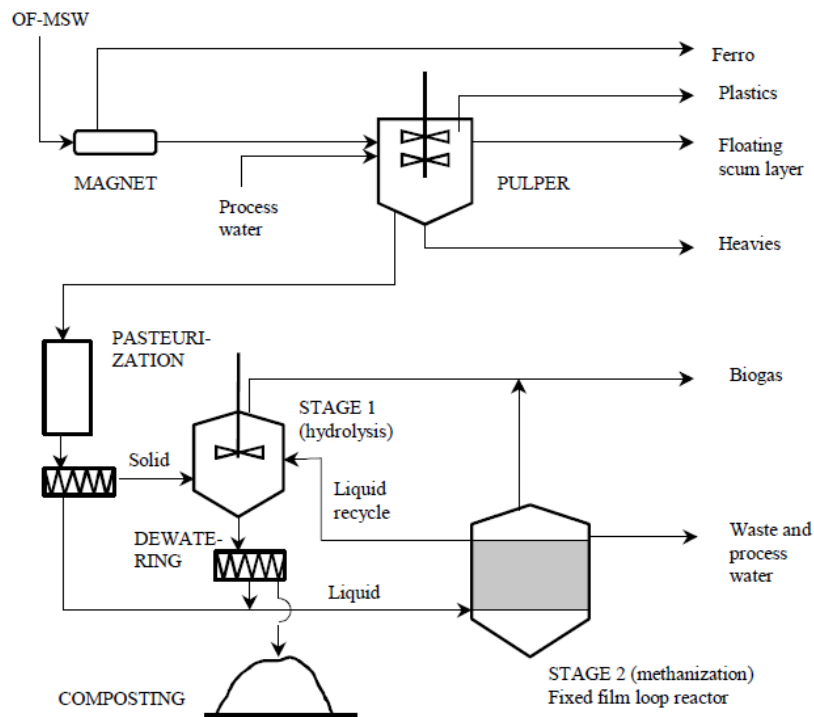 OF-MSW
Ferro
Plastics
Floating
scum layer
MAGNET
PULPER
Process
water
Heavies
PASTEURI-
ZATION
Biogas
STAGE 1
(hydrolysis)
Solid
Liquid
recycle
DEWATE-
RING
Waste and
process
water
Liquid
STAGE 2 (methanization)
Fixed film loop reactor
COMPOSTING